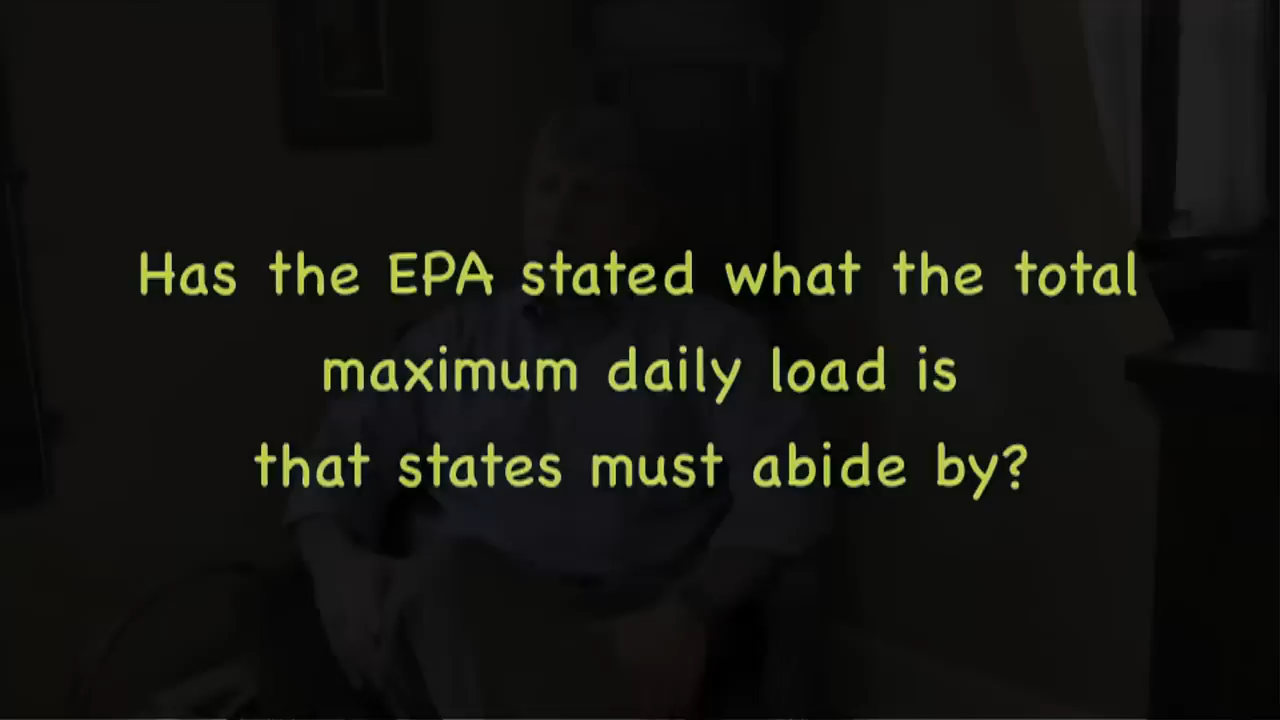 Has the EPA stated what the total
maximum daily load is
that states must abide by?